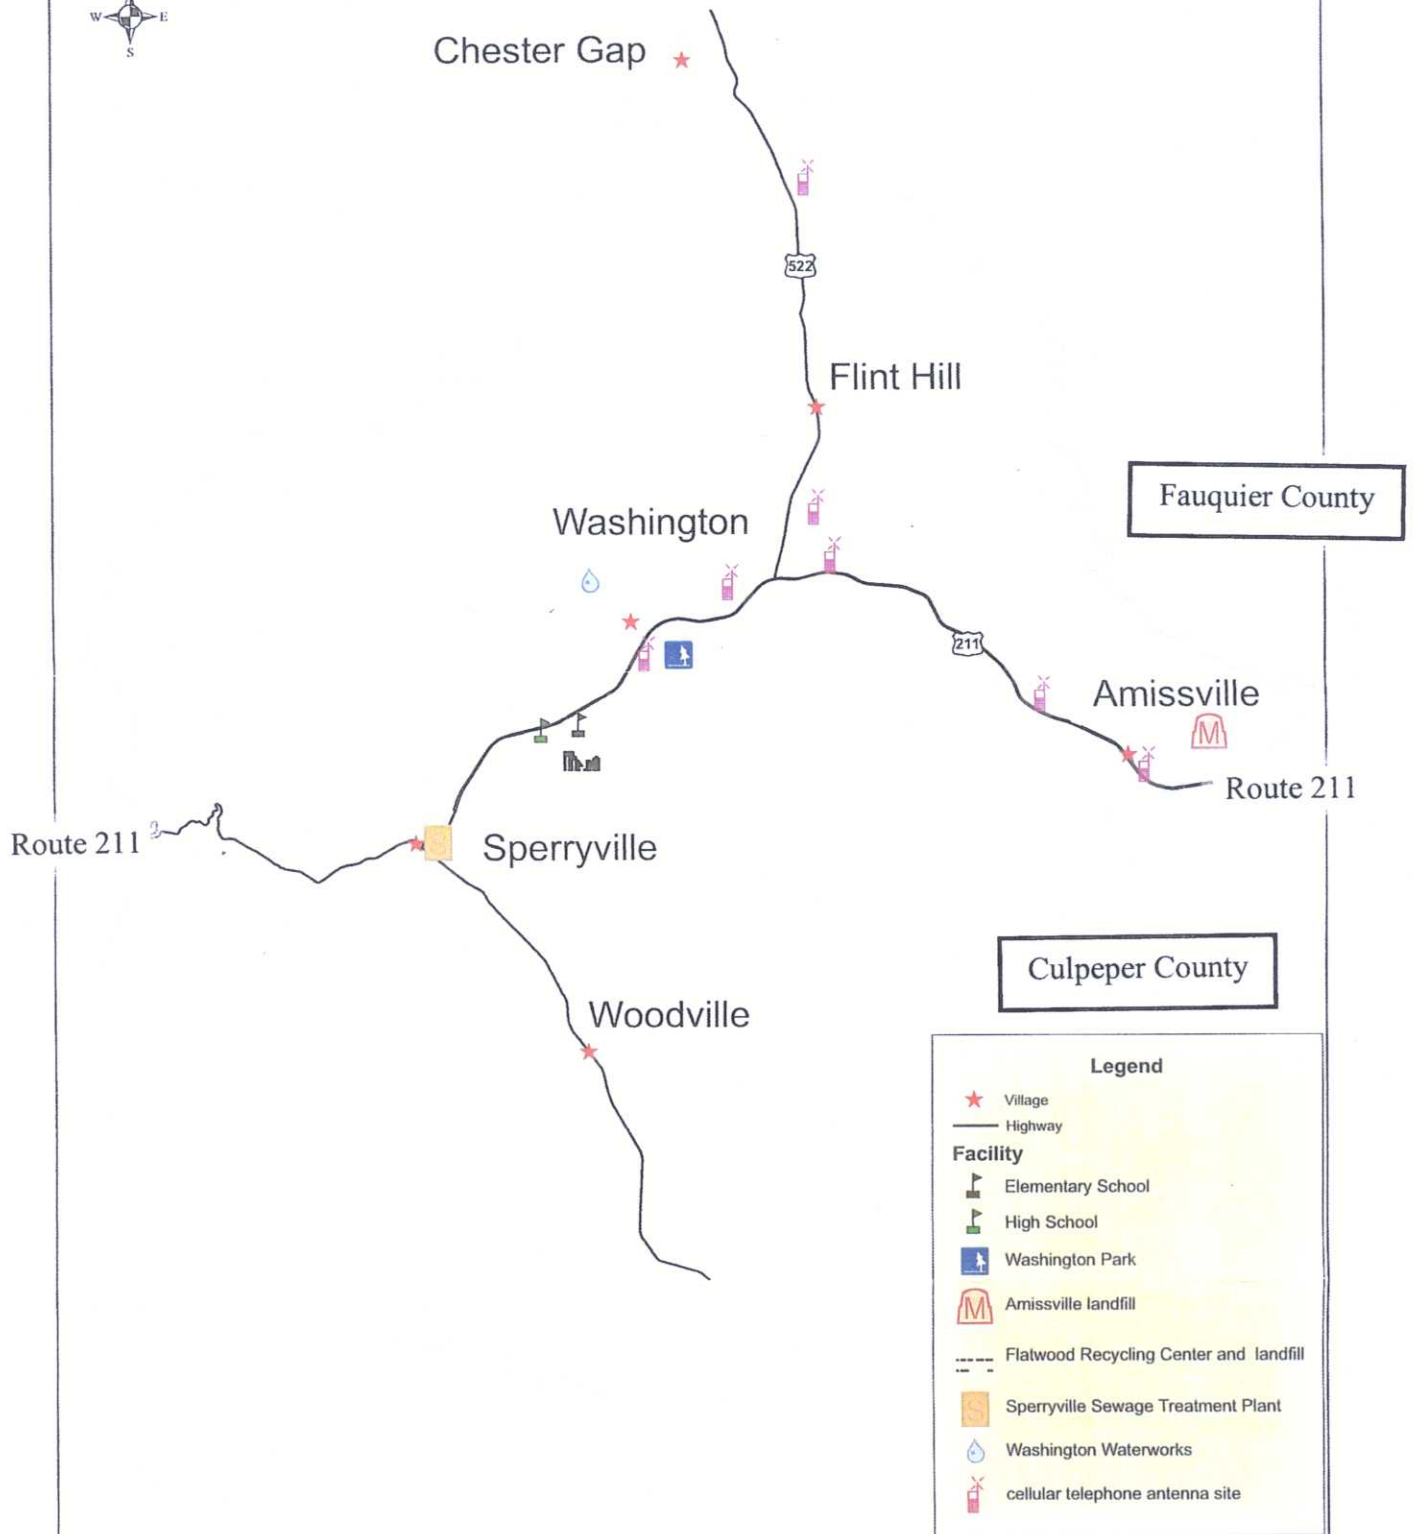 W E
S
Chester Gap
522
Flint Hill
Fauquier County
Washington
211
Amissville
M
Route 211
Route 211
S
Sperryville
Culpeper County
Woodville
Legend
Village
Highway
Facility
Elementary School
High School
Washington Park
M Amissville landfill
Flatwood Recycling Center and landfill
S Sperryville Sewage Treatment Plant
Washington Waterworks
cellular telephone antenna site